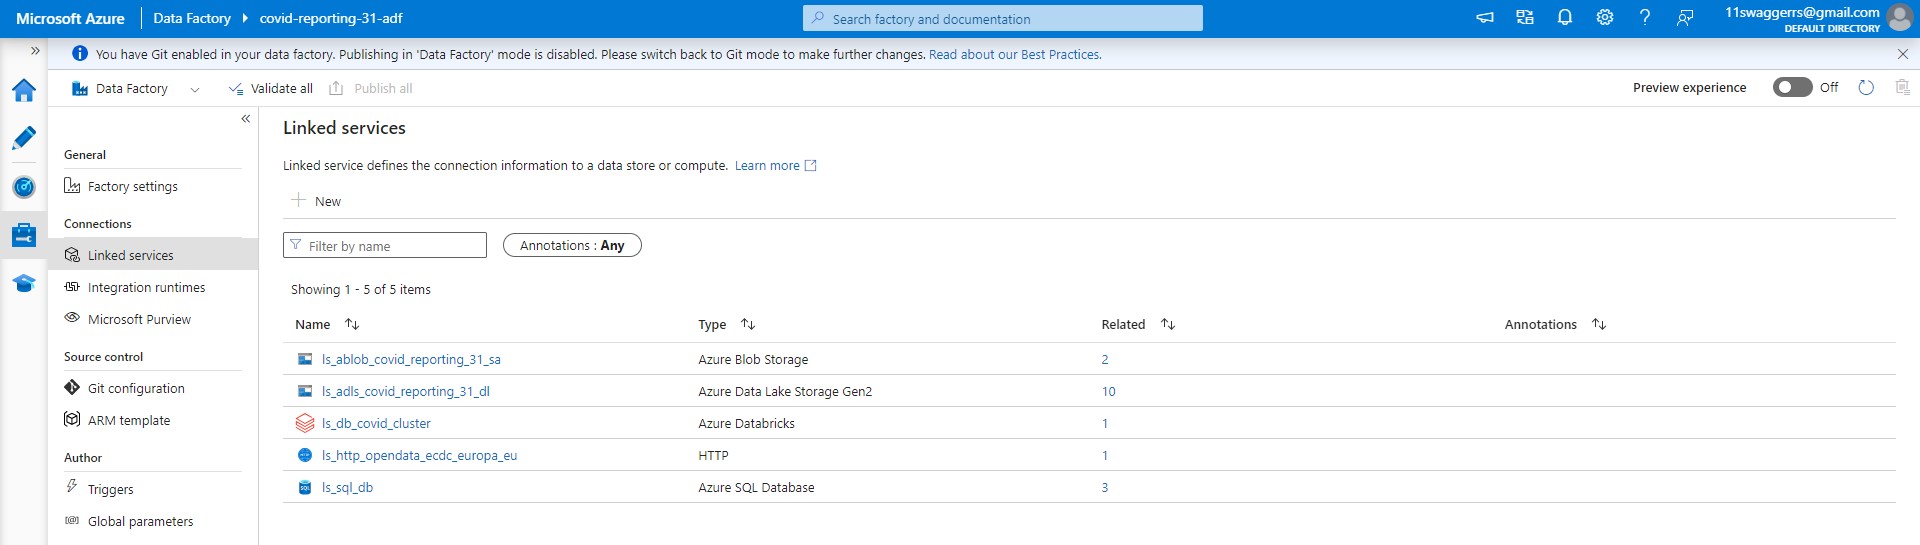 Microsoft Azure
Data Factory
covid-reporting-31-adf
Search factory and documentation
11swaggerrs@gmail.com
DEFAULT DIRECTORY
You have Git enabled in your data factory. Publishing in 'Data Factory' mode is disabled. Please switch back to Git mode to make further changes. Read about our Best Practices.
Data Factory
Validate all
Publish all
Preview experience
Off
General
Factory settings
Connections
Linked services
Integration runtimes
Microsoft Purview
Source control
Git configuration
ARM template
Author
Triggers
Global parameters
Linked services
Linked service defines the connection information to a data store or compute. Learn more
New
Filter by name
Annotations : Any
Showing 1 - 5 of 5 items
Name Type Related Annotations
ls_ablob_covid_reporting_31_sa Azure Blob Storage 2
ls_adls_covid_reporting_31_dl Azure Data Lake Storage Gen2 10
ls_db_covid_cluster Azure Databricks 1
ls_http_opendata_ecdc_europa_eu HTTP 1
ls_sql_db Azure SQL Database 3